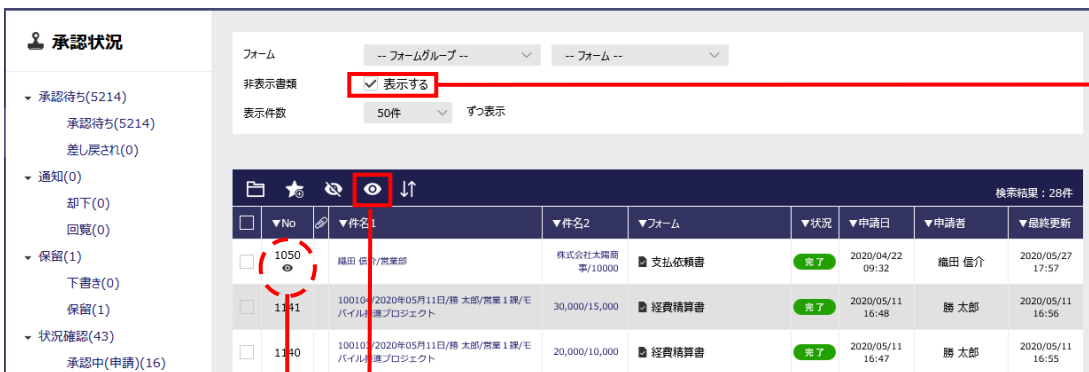 承認状況
承認待ち(5214)
承認待ち(5214)
差し戻され(0)
通知(0)
却下(0)
回覧(0)
保留(1)
下書き(0)
保留(1)
状況確認(43)
承認中(申請)(16)
フォーム -- フォームグループ -- -- フォーム --
非表示書類 表示する
表示件数 50件 ずつ表示
検索結果：28件
▼No ▼件名1 ▼件名2 ▼フォーム ▼状況 ▼申請日 ▼申請者 ▼最終更新
1050 織田 信介/営業部 株式会社太陽商事/10000 支払依頼書 完了 2020/04/22 09:32 織田 信介 2020/05/27 17:57
1141 100104/2020年05月11日/勝 太郎/営業１課/モバイル推進プロジェクト 30,000/15,000 経費精算書 完了 2020/05/11 16:48 勝 太郎 2020/05/11 16:56
1140 100103/2020年05月11日/勝 太郎/営業１課/モバイル推進プロジェクト 20,000/10,000 経費精算書 完了 2020/05/11 16:47 勝 太郎 2020/05/11 16:55